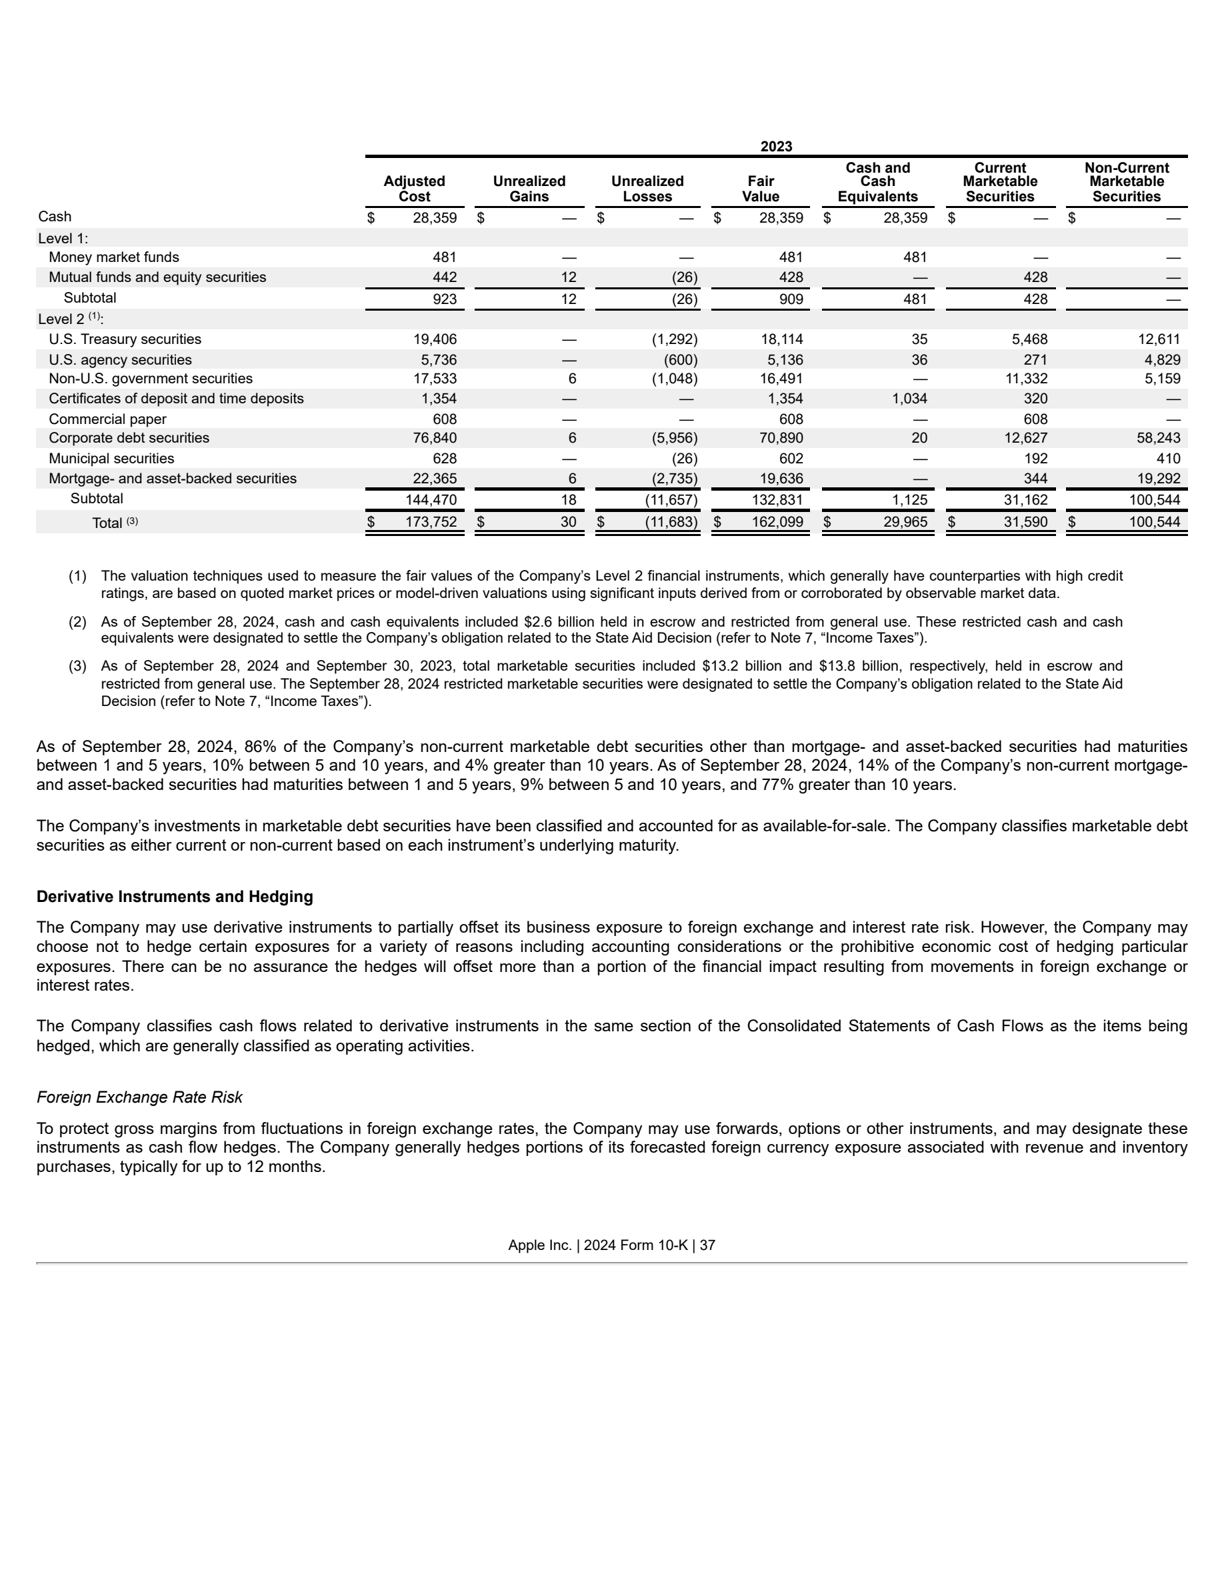 2023
Adjusted Cost Unrealized Gains Unrealized Losses Fair Value Cash and Cash Equivalents Current Marketable Securities Non-Current Marketable Securities
Cash $ 28,359 $ — $ — $ 28,359 $ 28,359 $ — $ —
Level 1:
Money market funds 481 — — 481 481 — —
Mutual funds and equity securities 442 12 (26) 428 — 428 —
Subtotal 923 12 (26) 909 481 428 —
Level 2 (1):
U.S. Treasury securities 19,406 — (1,292) 18,114 35 5,468 12,611
U.S. agency securities 5,736 — (600) 5,136 36 271 4,829
Non-U.S. government securities 17,533 6 (1,048) 16,491 — 11,332 5,159
Certificates of deposit and time deposits 1,354 — — 1,354 1,034 320 —
Commercial paper 608 — — 608 — 608 —
Corporate debt securities 76,840 6 (5,956) 70,890 20 12,627 58,243
Municipal securities 628 — (26) 602 — 192 410
Mortgage- and asset-backed securities 22,365 6 (2,735) 19,636 — 344 19,292
Subtotal 144,470 18 (11,657) 132,831 1,125 31,162 100,544
Total (3) $ 173,752 $ 30 $ (11,683) $ 162,099 $ 29,965 $ 31,590 $ 100,544
(1) The valuation techniques used to measure the fair values of the Company's Level 2 financial instruments, which generally have counterparties with high credit
ratings, are based on quoted market prices or model-driven valuations using significant inputs derived from or corroborated by observable market data.
(2) As of September 28, 2024, cash and cash equivalents included $2.6 billion held in escrow and restricted from general use. These restricted cash and cash
equivalents were designated to settle the Company's obligation related to the State Aid Decision (refer to Note 7, "Income Taxes").
(3) As of September 28, 2024 and September 30, 2023, total marketable securities included $13.2 billion and $13.8 billion, respectively, held in escrow and
restricted from general use. The September 28, 2024 restricted marketable securities were designated to settle the Company's obligation related to the State Aid
Decision (refer to Note 7, "Income Taxes").
As of September 28, 2024, 86% of the Company's non-current marketable debt securities other than mortgage- and asset-backed securities had maturities
between 1 and 5 years, 10% between 5 and 10 years, and 4% greater than 10 years. As of September 28, 2024, 14% of the Company's non-current mortgage-
and asset-backed securities had maturities between 1 and 5 years, 9% between 5 and 10 years, and 77% greater than 10 years.
The Company's investments in marketable debt securities have been classified and accounted for as available-for-sale. The Company classifies marketable debt
securities as either current or non-current based on each instrument's underlying maturity.
Derivative Instruments and Hedging
The Company may use derivative instruments to partially offset its business exposure to foreign exchange and interest rate risk. However, the Company may
choose not to hedge certain exposures for a variety of reasons including accounting considerations or the prohibitive economic cost of hedging particular
exposures. There can be no assurance the hedges will offset more than a portion of the financial impact resulting from movements in foreign exchange or
interest rates.
The Company classifies cash flows related to derivative instruments in the same section of the Consolidated Statements of Cash Flows as the items being
hedged, which are generally classified as operating activities.
Foreign Exchange Rate Risk
To protect gross margins from fluctuations in foreign exchange rates, the Company may use forwards, options or other instruments, and may designate these
instruments as cash flow hedges. The Company generally hedges portions of its forecasted foreign currency exposure associated with revenue and inventory
purchases, typically for up to 12 months.
Apple Inc. | 2024 Form 10-K | 37